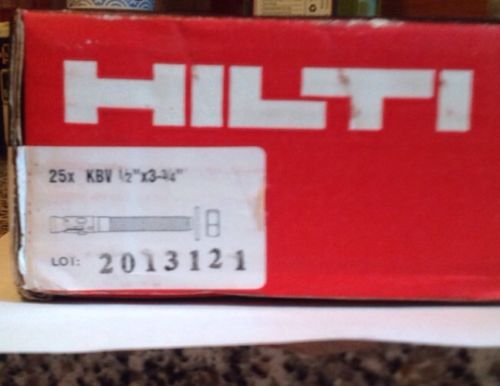 HILTI
25x KBV ½"x3-¾"
LOT: 2013121